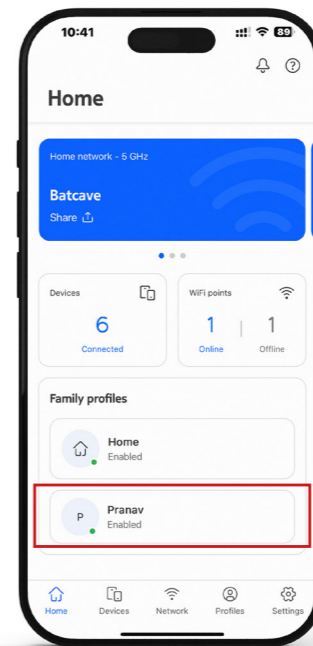 10:41
89
Home
Home network - 5 GHz
Batcave
Share
Devices
WiFi points
6
1
1
Connected
Online
Offline
Family profiles
Home
Enabled
P
Pranav
Enabled
Home
Devices
Network
Profiles
Settings